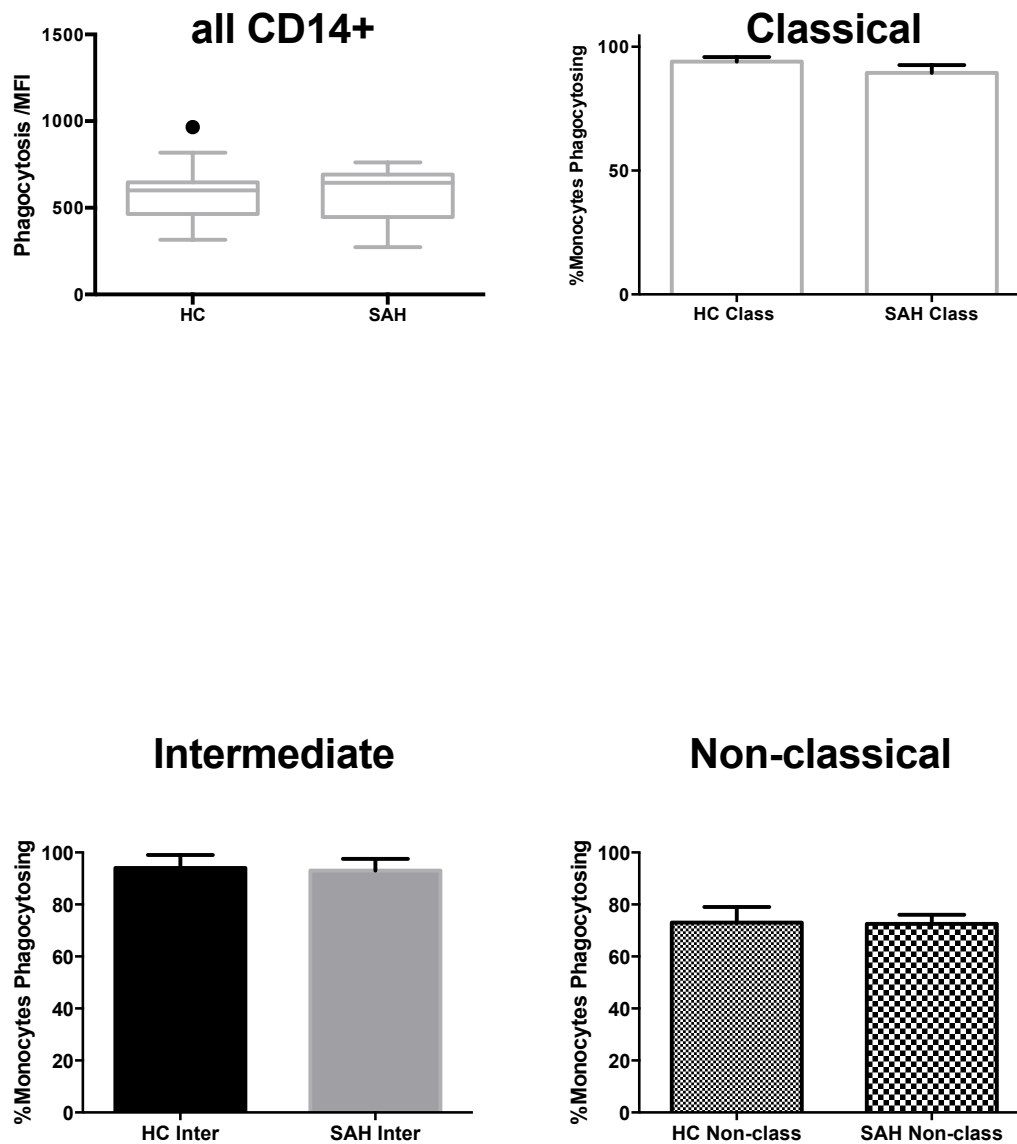 all CD14+
Phagocytosis /MFI
1500
1000
500
0
HC
SAH
Classical
%Monocytes Phagocytosing
100
50
0
HC Class
SAH Class
Intermediate
%Monocytes Phagocytosing
100
80
60
40
20
0
HC Inter
SAH Inter
Non-classical
%Monocytes Phagocytosing
100
80
60
40
20
0
HC Non-class
SAH Non-class